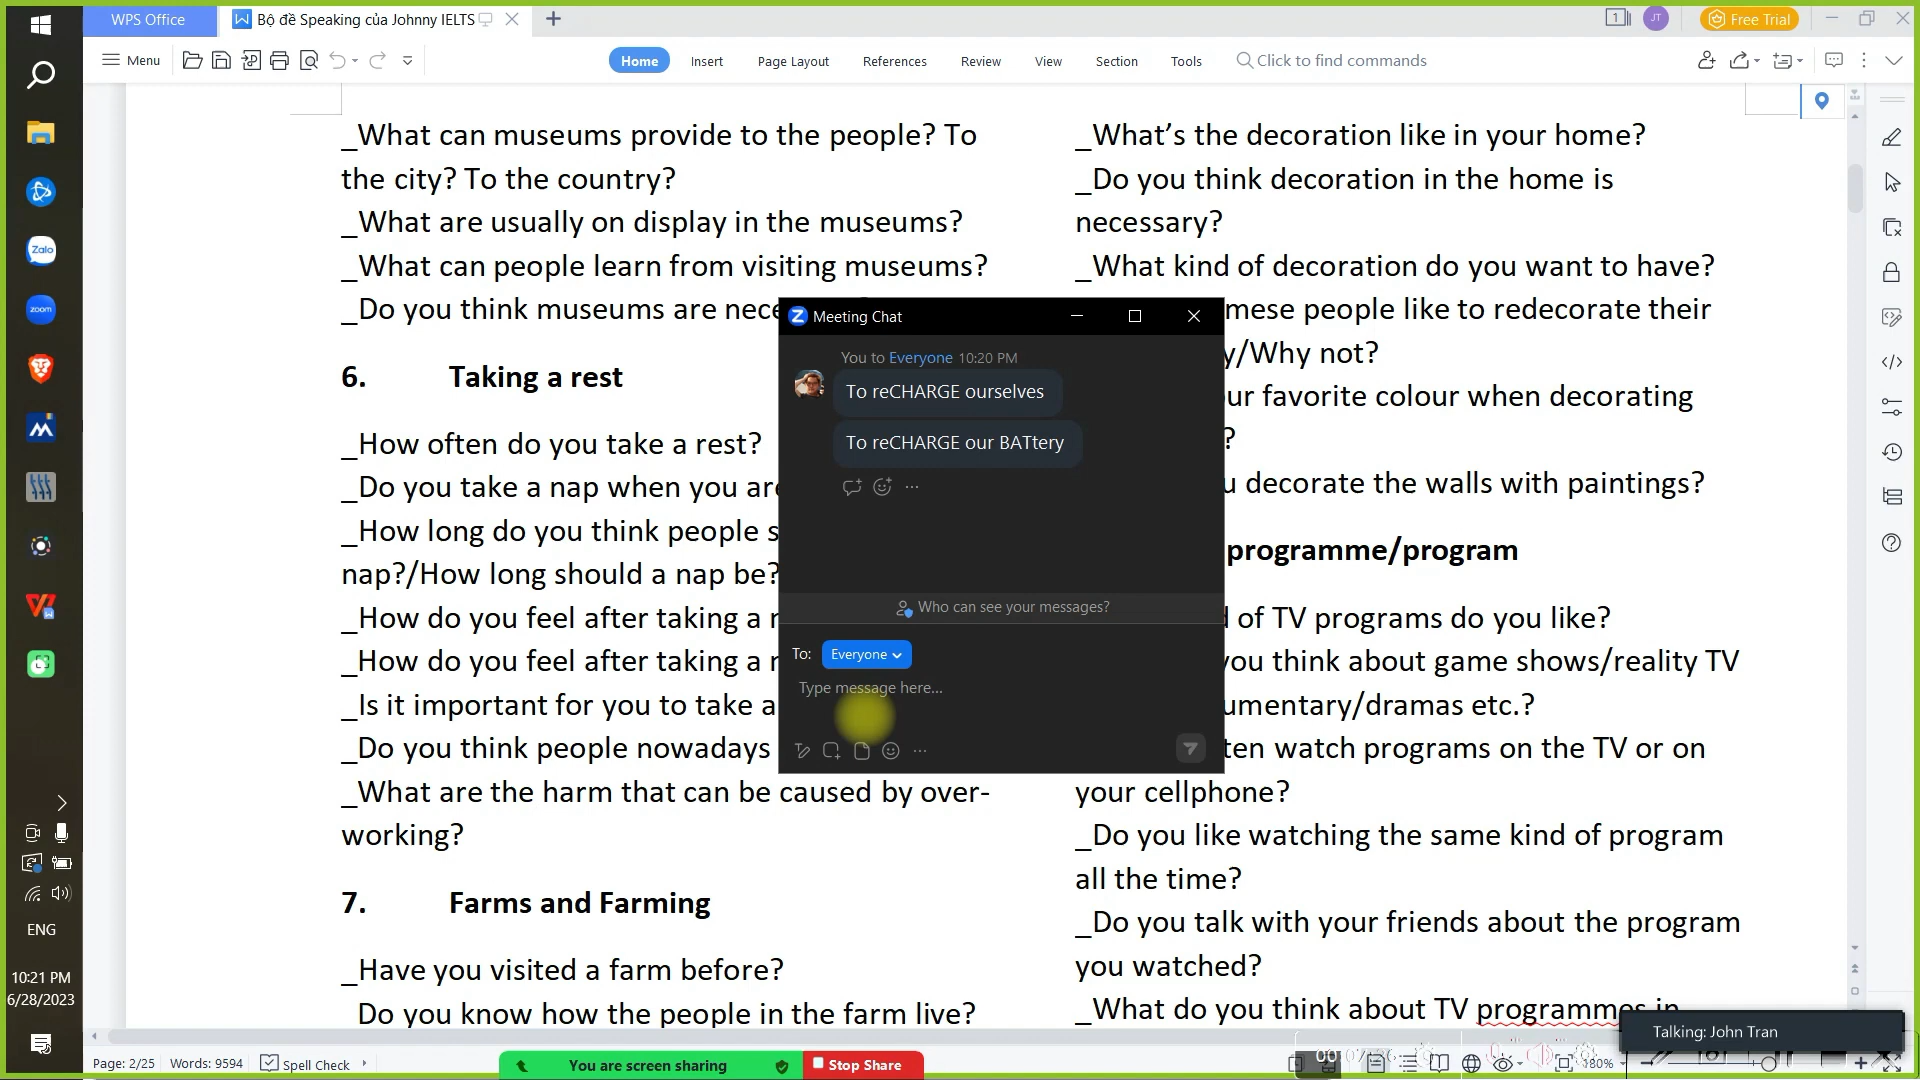 WPS Office
Bộ đề Speaking của Johnny IELTS
1
JT
Free Trial
Menu
Home
Insert
Page Layout
References
Review
View
Section
Tools
Click to find commands
_What can museums provide to the people? To
the city? To the country?
_What are usually on display in the museums?
_What can people learn from visiting museums?
_Do you think museums are
6. Taking a rest
_How often do you take a rest?
_Do you take a nap when you
_How long do you think people
nap?/How long should a nap be?
_How do you feel after taking a
_How do you feel after taking a
_Is it important for you to take a
_Do you think people nowadays
_What are the harm that can be caused by over-
working?
7. Farms and Farming
_Have you visited a farm before?
Do you know how the people in the farm live?
_What's the decoration like in your home?
_Do you think decoration in the home is
necessary?
_What kind of decoration do you want to have?
mese people like to redecorate their
y/Why not?
ur favorite colour when decorating
?
u decorate the walls with paintings?
programme/program
of TV programs do you like?
you think about game shows/reality TV
umentary/dramas etc.?
ten watch programs on the TV or on
your cellphone?
_Do you like watching the same kind of program
all the time?
_Do you talk with your friends about the program
you watched?
_What do you think about TV programmes in
Meeting Chat
You to Everyone 10:20 PM
To reCHARGE ourselves
To reCHARGE our BATtery
Who can see your messages?
To: Everyone
Type message here...
Zalo
zoom
ENG
10:21 PM
6/28/2023
Talking: John Tran
Page: 2/25
Words: 9594
Spell Check
You are screen sharing
Stop Share
180%